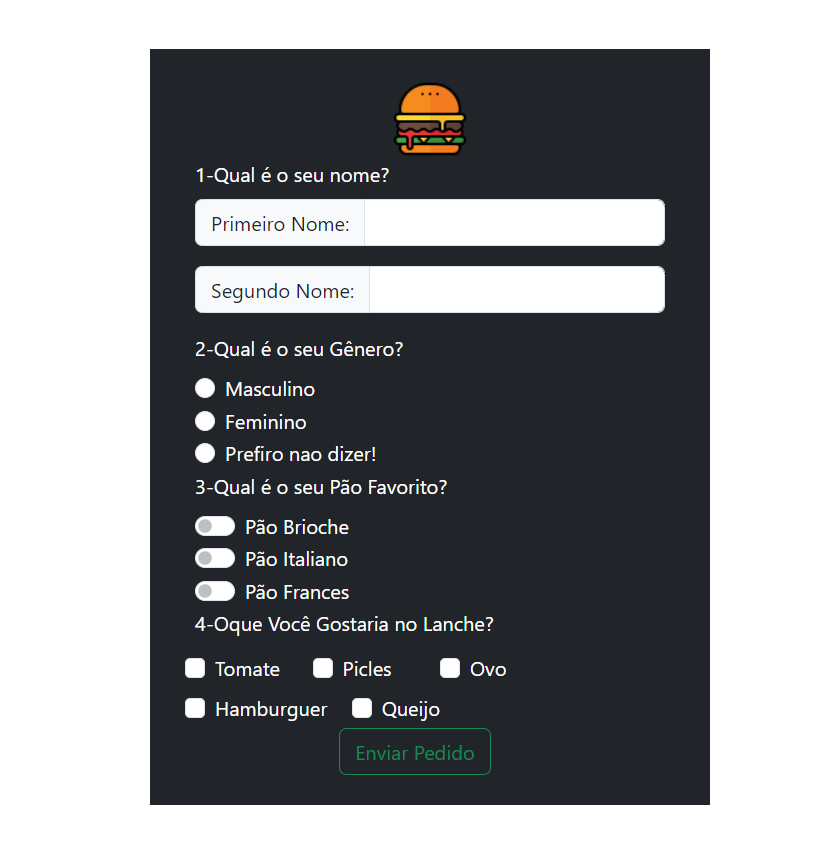 1-Qual é o seu nome?
Primeiro Nome:
Segundo Nome:
2-Qual é o seu Gênero?
Masculino
Feminino
Prefiro nao dizer!
3-Qual é o seu Pão Favorito?
Pão Brioche
Pão Italiano
Pão Frances
4-Oque Você Gostaria no Lanche?
Tomate Picles Ovo
Hamburguer Queijo
Enviar Pedido